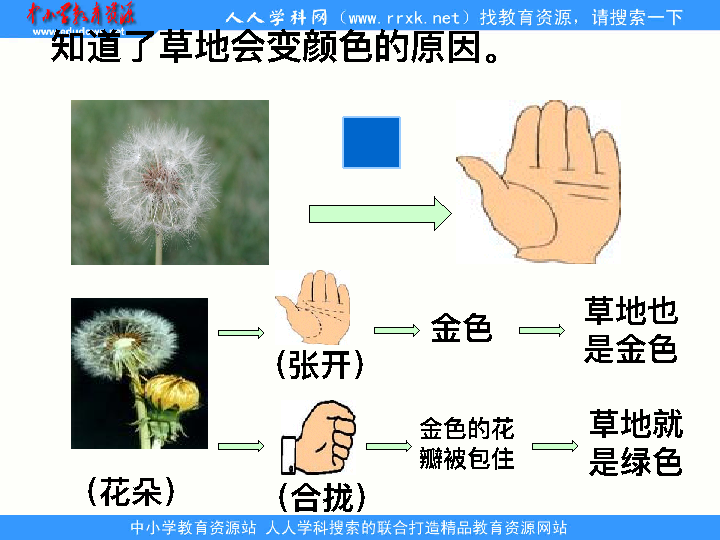 中小学教育资源
人人学科网（www.rrxk.net）找教育资源，请搜索一下
知道了草地会变颜色的原因。
（张开）
金色
草地也
是金色
金色的花
瓣被包住
草地就
是绿色
（花朵）
（合拢）
中小学教育资源站 人人学科搜索的联合打造精品教育资源网站